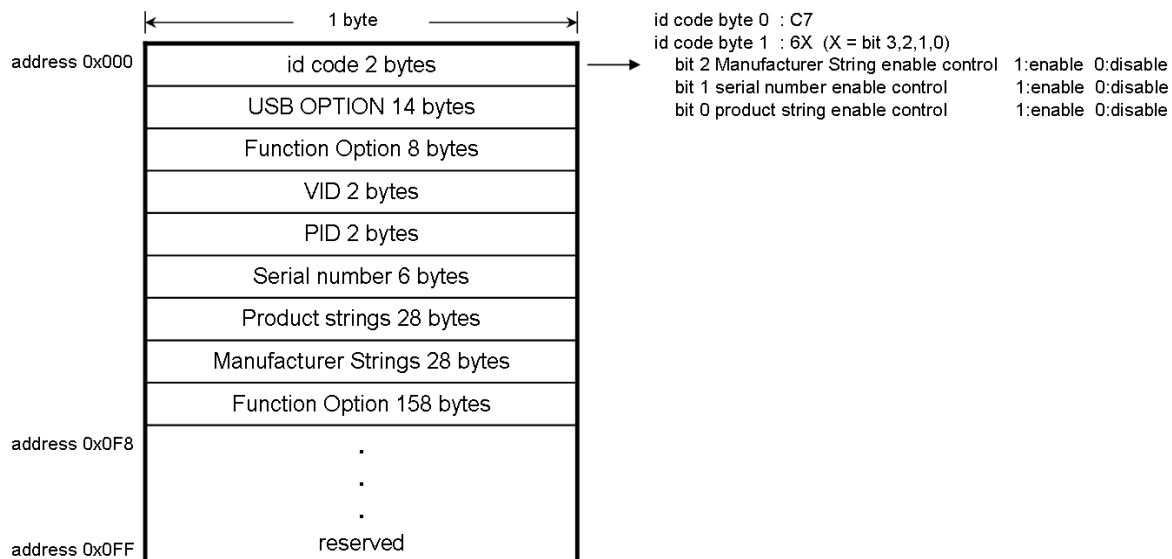 1 byte
id code byte 0 : C7
id code byte 1 : 6X (X = bit 3,2,1,0)
bit 2 Manufacturer String enable control 1:enable 0:disable
bit 1 serial number enable control 1:enable 0:disable
bit 0 product string enable control 1:enable 0:disable
address 0x000
id code 2 bytes
USB OPTION 14 bytes
Function Option 8 bytes
VID 2 bytes
PID 2 bytes
Serial number 6 bytes
Product strings 28 bytes
Manufacturer Strings 28 bytes
Function Option 158 bytes
address 0x0F8
.
.
.
address 0x0FF
reserved